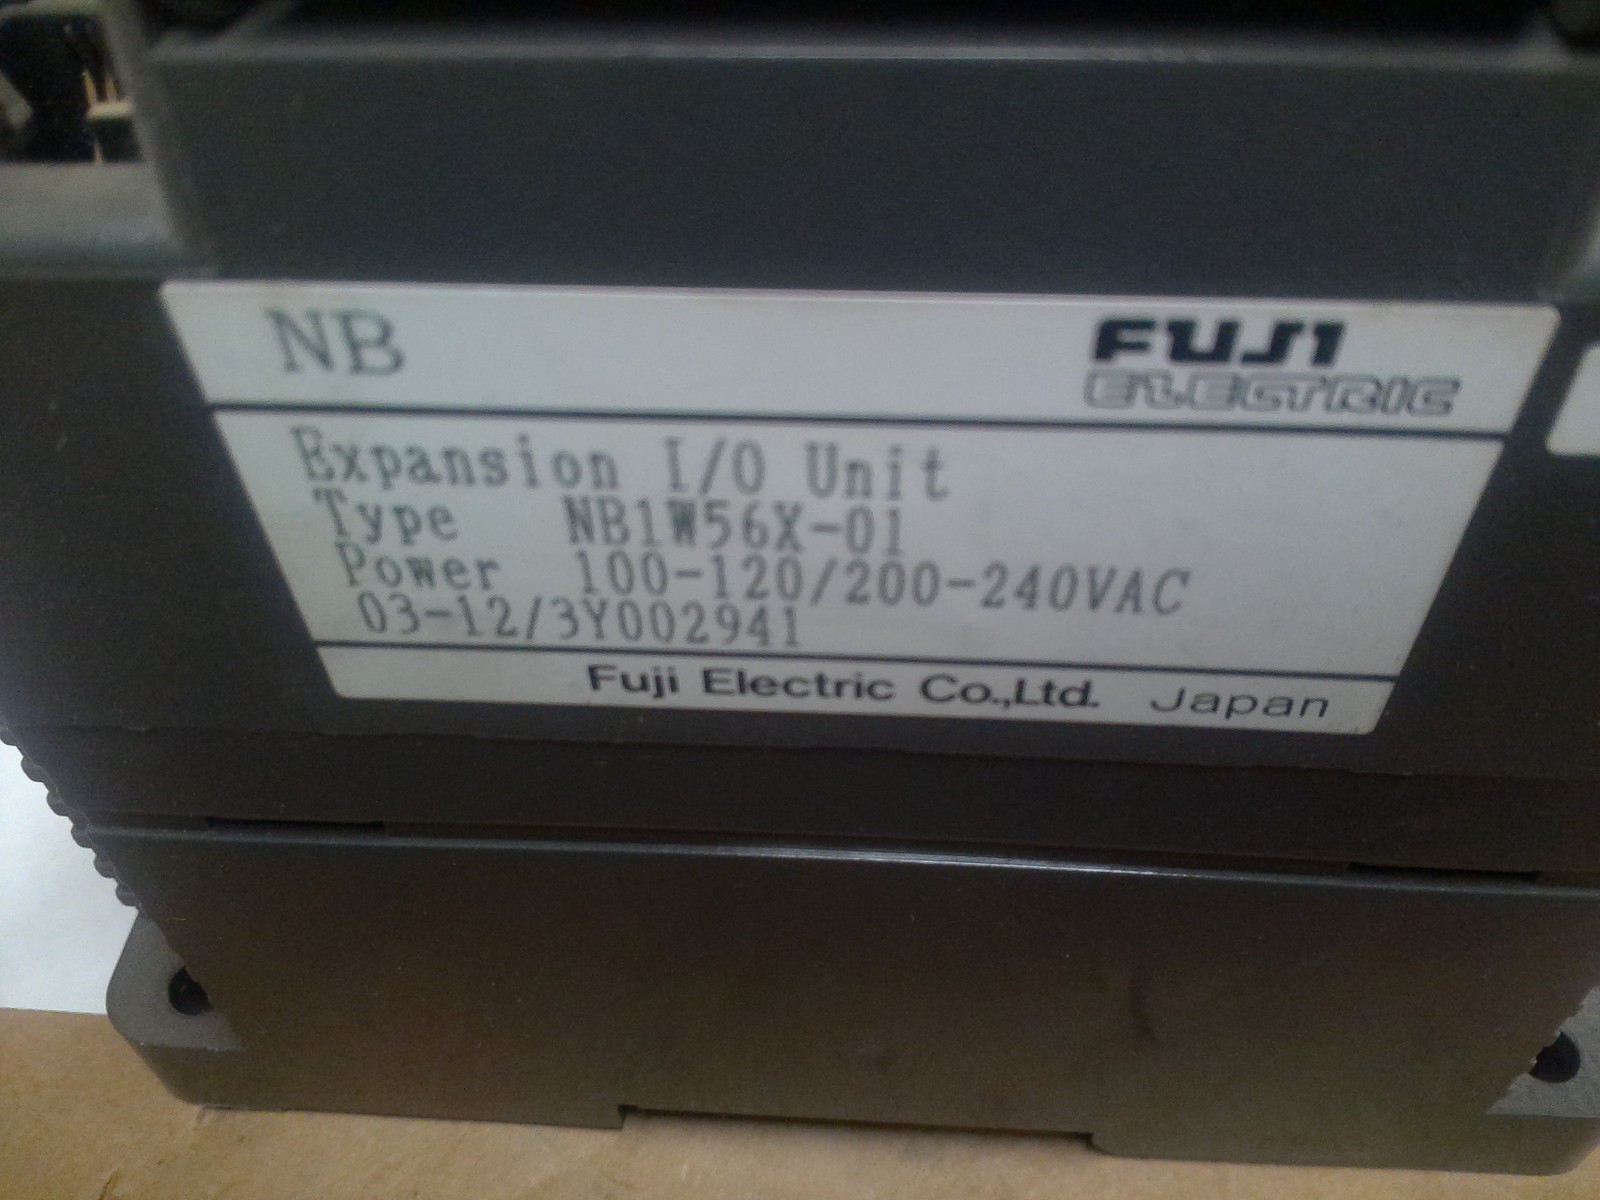 NB
FUJI
ELECTRIC
Expansion I/O Unit
Type NB1W56X-01
Power 100-120/200-240VAC
03-12/3Y002941
Fuji Electric Co.,Ltd. Japan